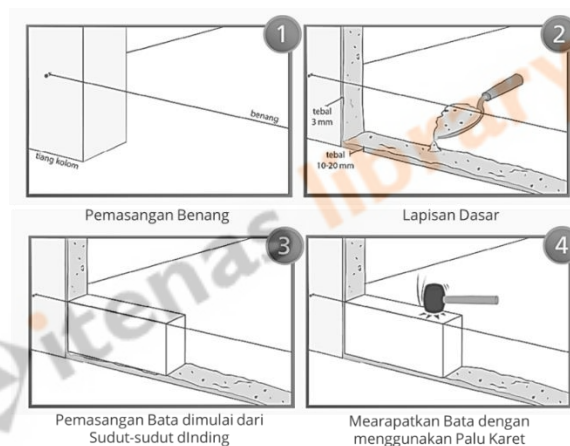 1
benang
tiang kolom
Pemasangan Benang
2
tebal
3 mm
tebal
10-20 mm
Lapisan Dasar
3
Pemasangan Bata dimulai dari
Sudut-sudut dInding
4
Mearapatkan Bata dengan
menggunakan Palu Karet
itenas library